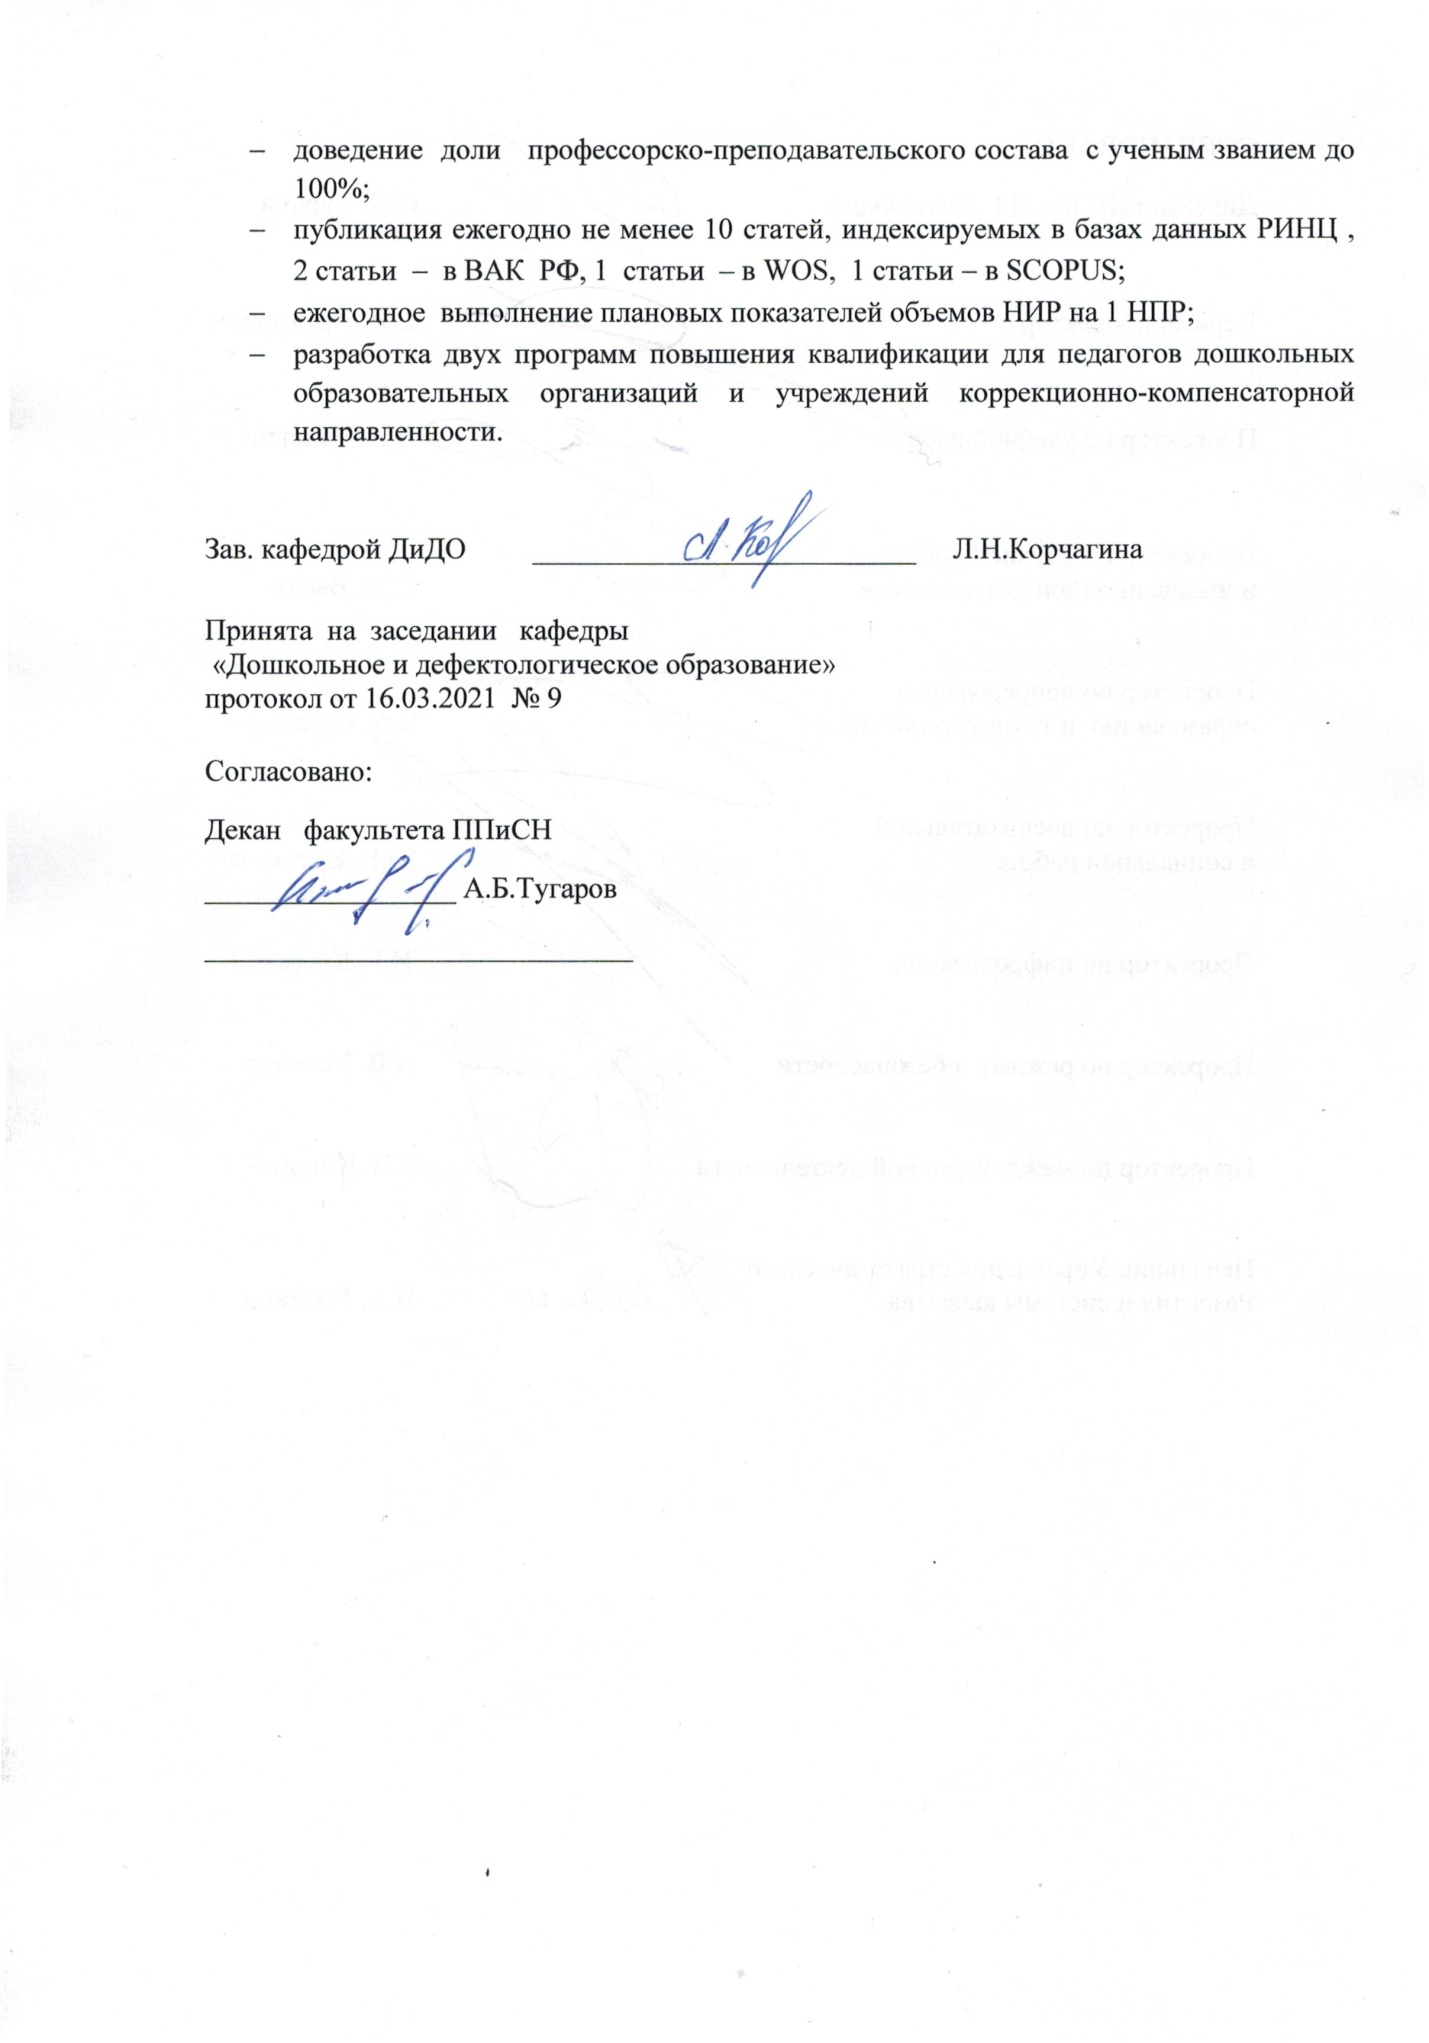 – доведение доли профессорско-преподавательского состава с ученым званием до
100%;
– публикация ежегодно не менее 10 статей, индексируемых в базах данных РИНЦ ,
2 статьи – в ВАК РФ, 1 статьи – в WOS, 1 статьи – в SCOPUS;
– ежегодное выполнение плановых показателей объемов НИР на 1 НПР;
– разработка двух программ повышения квалификации для педагогов дошкольных
образовательных организаций и учреждений коррекционно-компенсаторной
направленности.
Зав. кафедрой ДиДО Л.Н.Корчагина
Принята на заседании кафедры
«Дошкольное и дефектологическое образование»
протокол от 16.03.2021 № 9
Согласовано:
Декан факультета ППиСН
А.Б.Тугаров